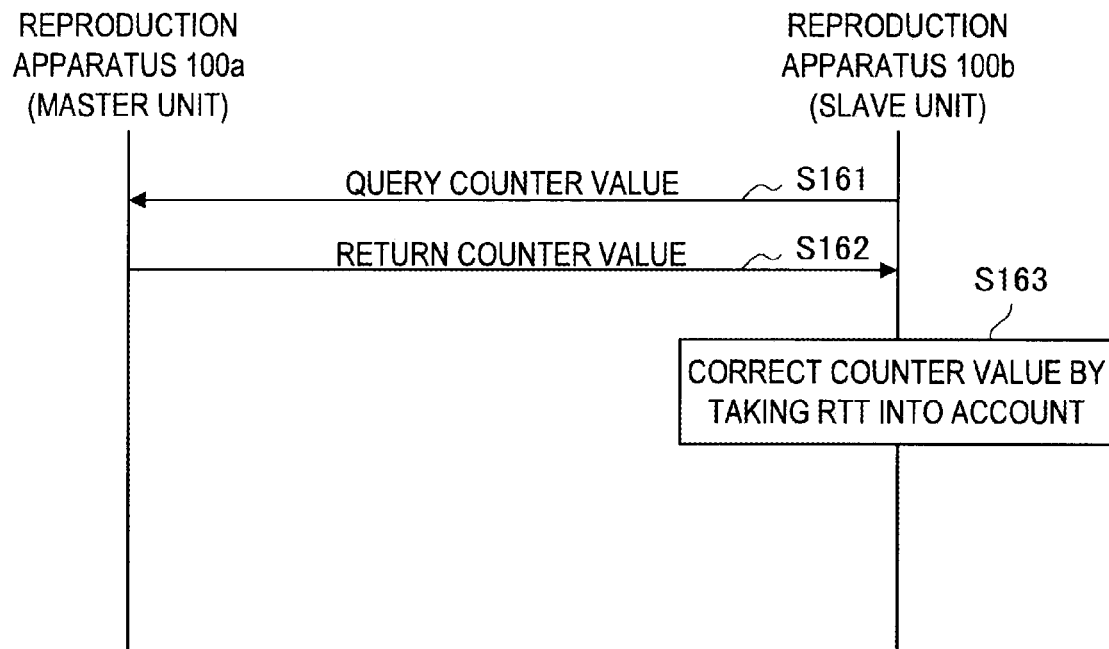 REPRODUCTION
APPARATUS 100a
(MASTER UNIT)
REPRODUCTION
APPARATUS 100b
(SLAVE UNIT)
QUERY COUNTER VALUE
S161
RETURN COUNTER VALUE
S162
S163
CORRECT COUNTER VALUE BY
TAKING RTT INTO ACCOUNT